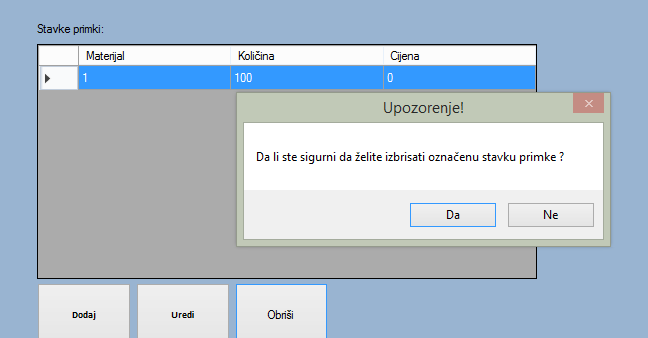 Stavke primki:
Materijal Količina Cijena
1 100 0
Upozorenje!
Da li ste sigurni da želite izbrisati označenu stavku primke ?
Da Ne
Dodaj Uredi Obriši